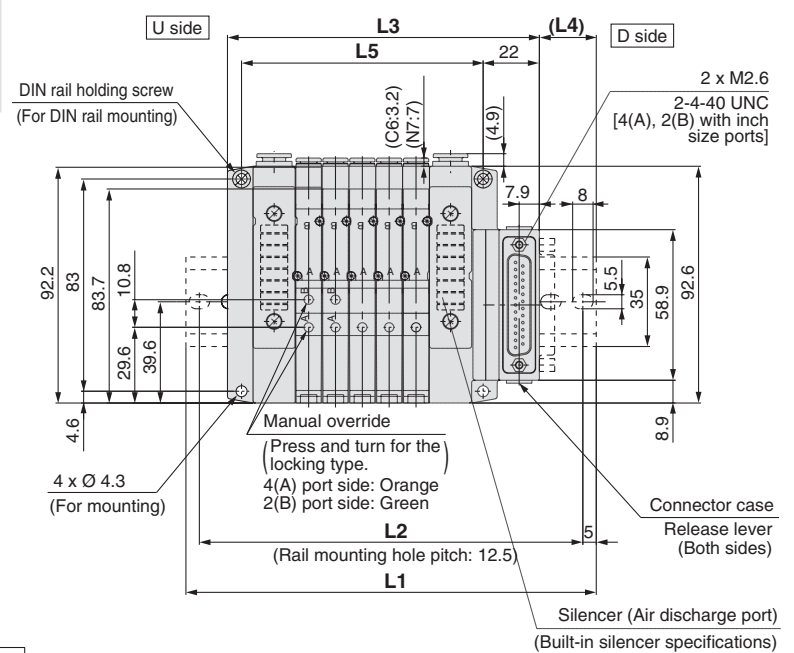 L3
(L4)
U side
D side
L5
22
DIN rail holding screw
(For DIN rail mounting)
(C6:3.2)
(N7:7)
(4.9)
2 x M2.6
2-4-40 UNC
[4(A), 2(B) with inch
size ports]
7.9
8
92.2
83
83.7
10.8
29.6
39.6
4.6
B B B B B
A A A A A
B B
A A
5.5
35
58.9
92.6
8.9
Manual override
(Press and turn for the
locking type.)
4(A) port side: Orange
2(B) port side: Green
4 x Ø 4.3
(For mounting)
Connector case
Release lever
(Both sides)
L2
5
(Rail mounting hole pitch: 12.5)
L1
Silencer (Air discharge port)
(Built-in silencer specifications)